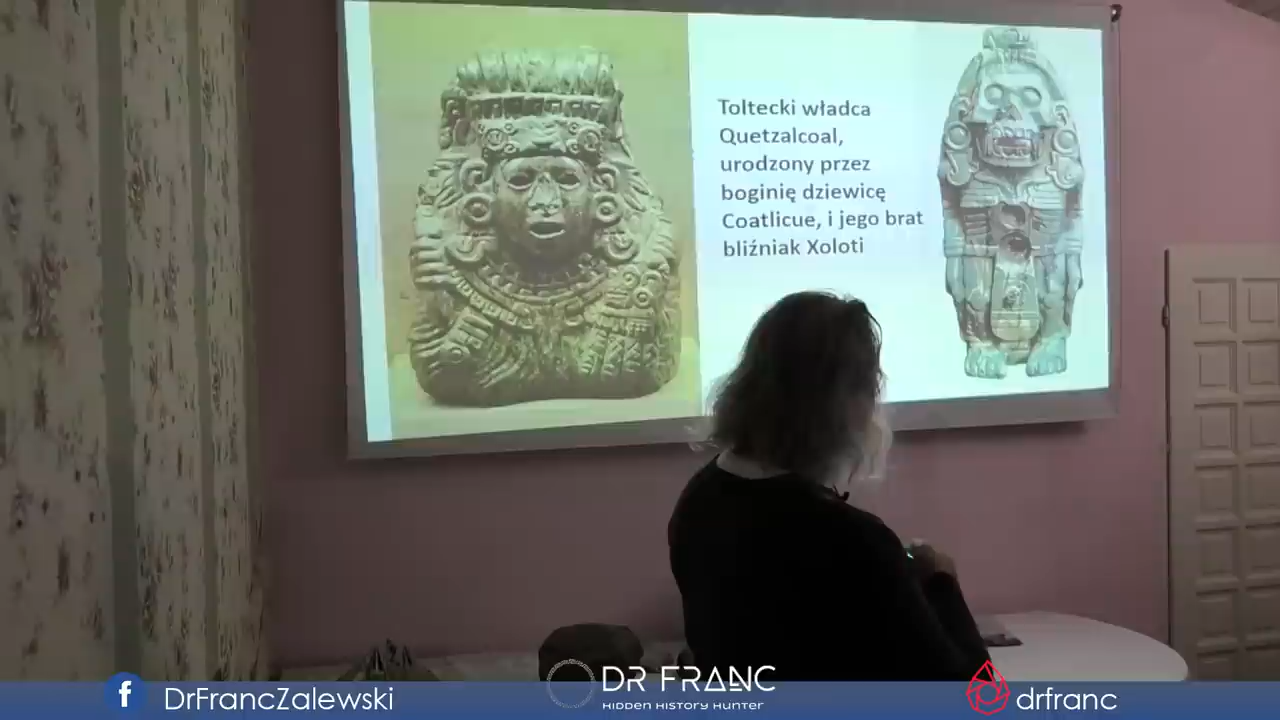 Toltecki władca
Quetzalcoal,
urodzony przez
boginię dziewicę
Coatlicue, i jego brat
bliźniak Xoloti
DrFrancZalewski
DR FRANC
HIDDEN HISTORY HUNTER
drfranc